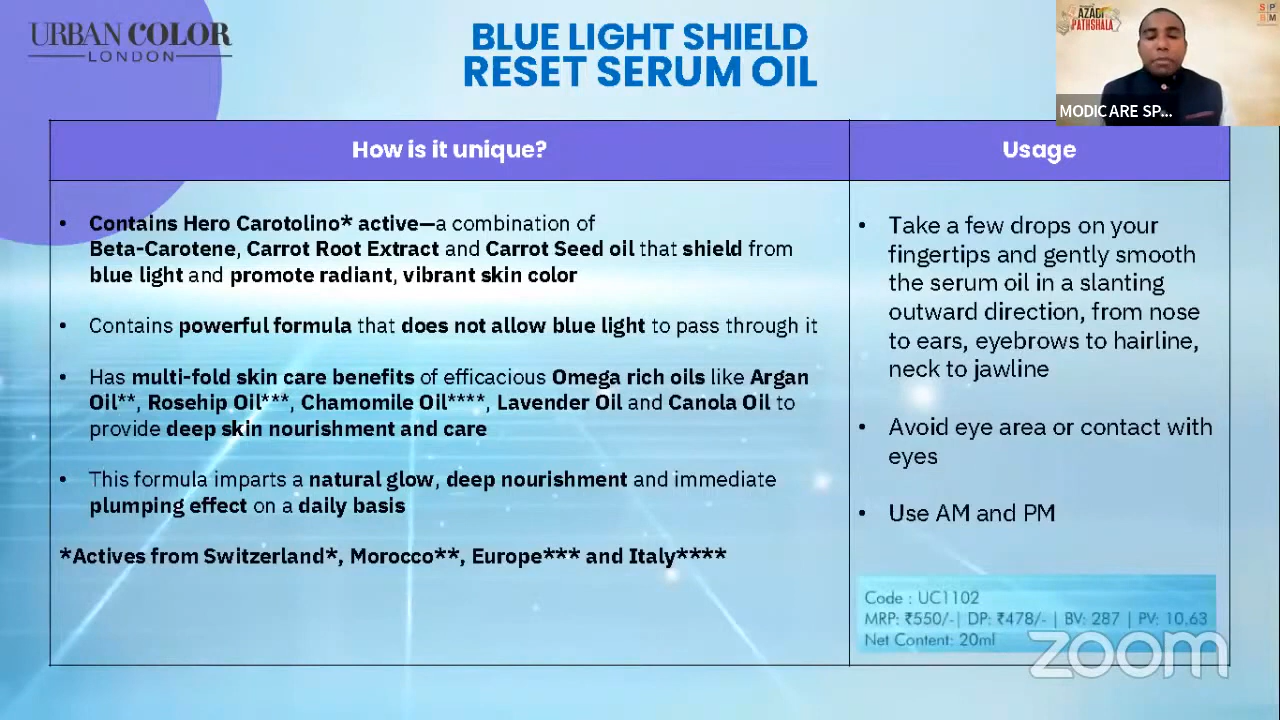 URBAN COLOR
LONDON
BLUE LIGHT SHIELD
RESET SERUM OIL
AZADI
PATHSHALA
S P
B M
MODICARE SP...
How is it unique?
• Contains Hero Carotolino* active—a combination of
Beta-Carotene, Carrot Root Extract and Carrot Seed oil that shield from
blue light and promote radiant, vibrant skin color
• Contains powerful formula that does not allow blue light to pass through it
• Has multi-fold skin care benefits of efficacious Omega rich oils like Argan
Oil**, Rosehip Oil***, Chamomile Oil****, Lavender Oil and Canola Oil to
provide deep skin nourishment and care
• This formula imparts a natural glow, deep nourishment and immediate
plumping effect on a daily basis
*Actives from Switzerland*, Morocco**, Europe*** and Italy****
Usage
• Take a few drops on your
fingertips and gently smooth
the serum oil in a slanting
outward direction, from nose
to ears, eyebrows to hairline,
neck to jawline
• Avoid eye area or contact with
eyes
• Use AM and PM
Code : UC1102
MRP: ₹550/-| DP: ₹478/-| BV: 287 | PV: 10.63
Net Content: 20ml
zoom